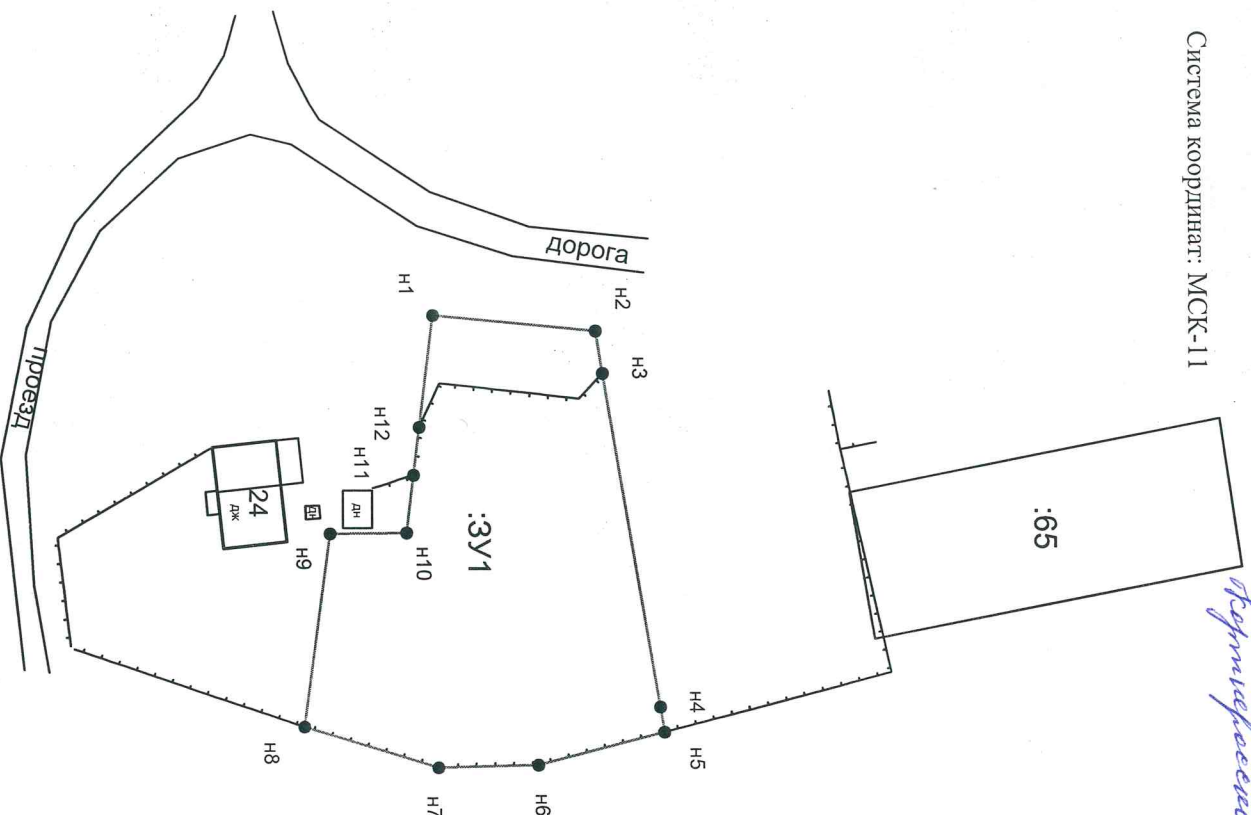 Система координат: МСК-11
дорога
н1
н2
н3
:65
н12
н11
дн
:ЗУ1
24
дж
дн
н10
н9
проезд
н4
н5
н8
н7
н6